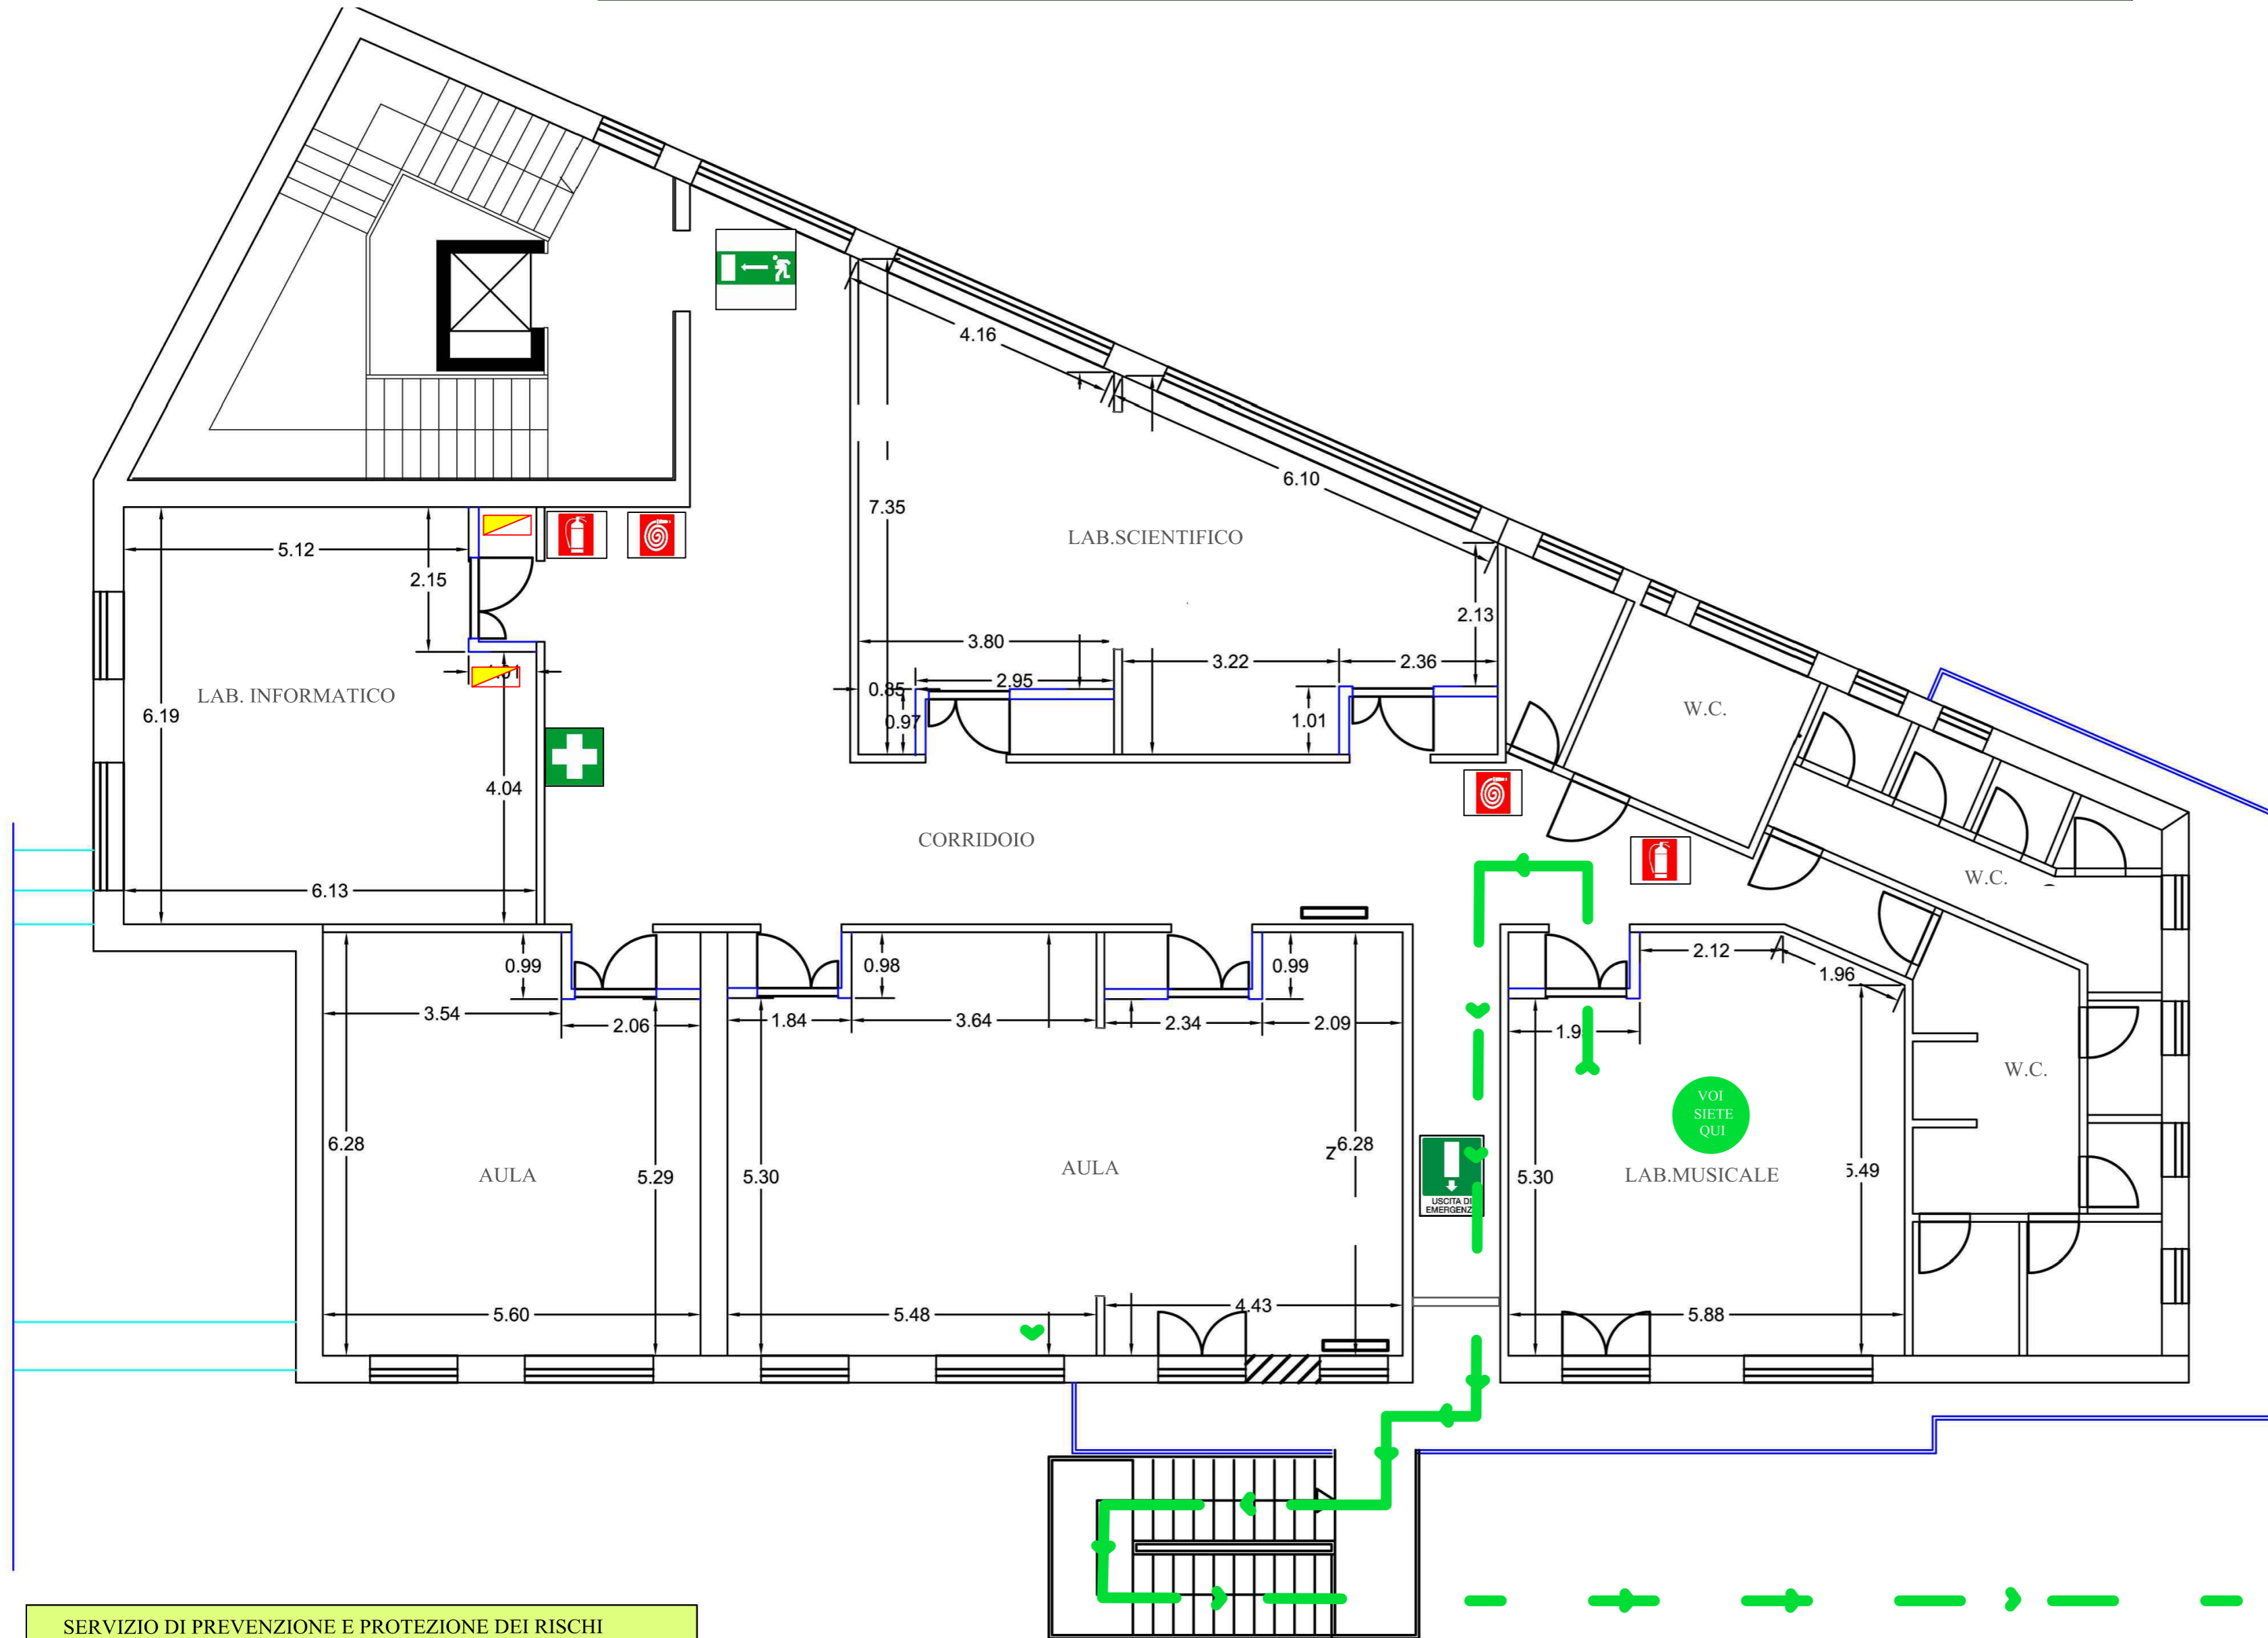 4.16
6.10
7.35
LAB.SCIENTIFICO
5.12
2.15
2.13
3.80
3.22
2.36
2.95
0.85
0.97
1.01
LAB. INFORMATICO
6.19
W.C.
4.04
CORRIDOIO
6.13
W.C.
0.99
0.98
0.99
2.12
1.96
3.54
2.06
1.84
3.64
2.34
2.09
W.C.
VOI
SIETE
QUI
6.28
z6.28
AULA
5.29
5.30
AULA
5.30
LAB.MUSICALE
5.49
USCITA DI
5.60
5.48
4.43
5.88
SERVIZIO DI PREVENZIONE E PROTEZIONE DEI RISCHI